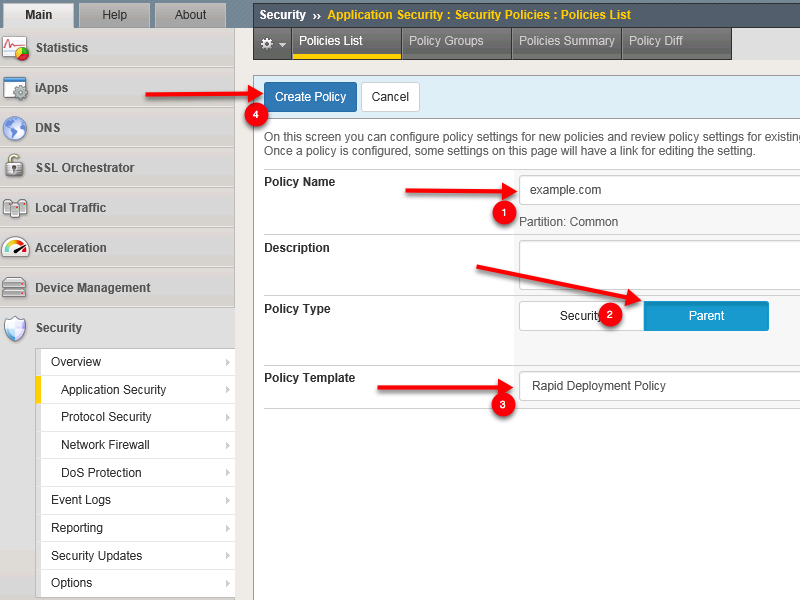 Main
Help
About
Statistics
iApps
DNS
SSL Orchestrator
Local Traffic
Acceleration
Device Management
Security
Overview
Application Security
Protocol Security
Network Firewall
DoS Protection
Event Logs
Reporting
Security Updates
Options
Security ›› Application Security : Security Policies : Policies List
Policies List
Policy Groups
Policies Summary
Policy Diff
Create Policy
Cancel
4
On this screen you can configure policy settings for new policies and review policy settings for existing
Once a policy is configured, some settings on this page will have a link for editing the setting.
Policy Name
example.com
1
Partition: Common
Description
Policy Type
Security
2
Parent
Policy Template
Rapid Deployment Policy
3